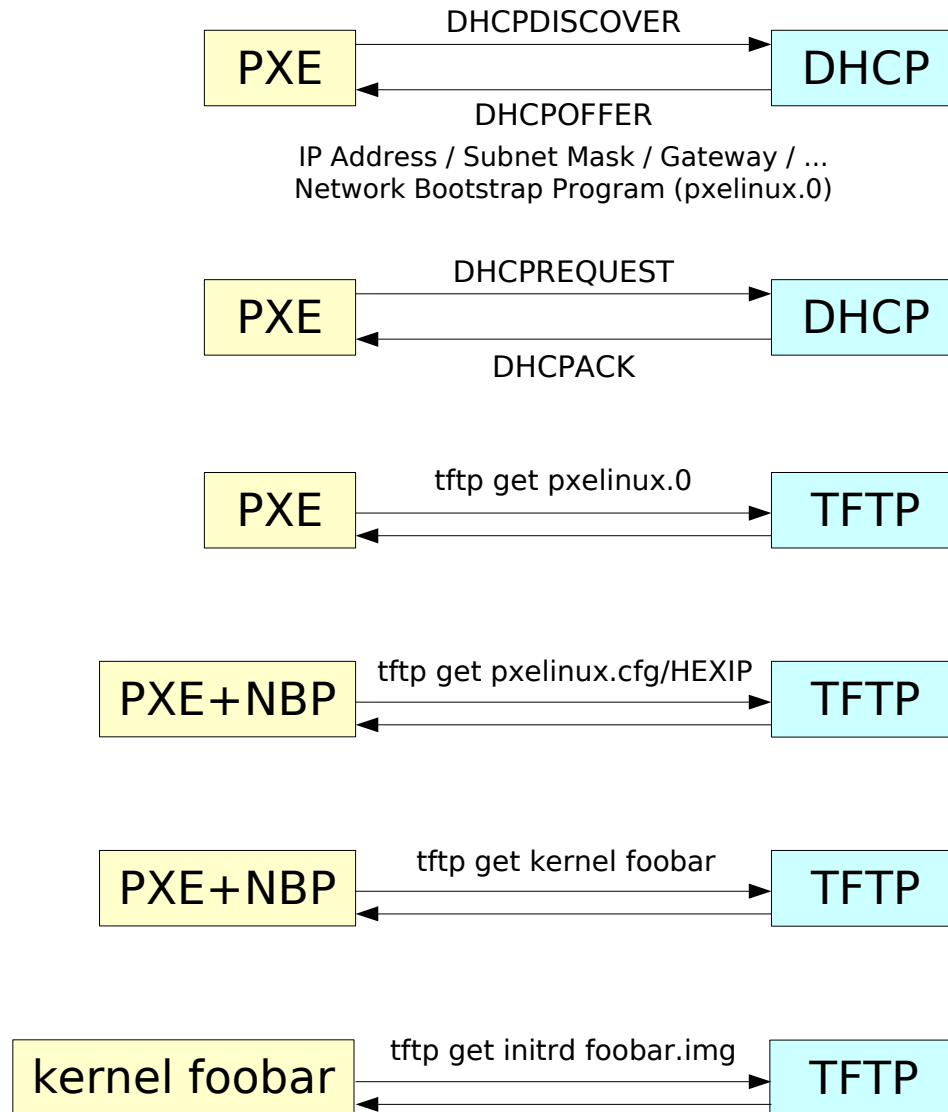 DHCPDISCOVER
PXE DHCP
DHCPOFFER
IP Address / Subnet Mask / Gateway / ...
Network Bootstrap Program (pxelinux.0)
DHCPREQUEST
PXE DHCP
DHCPACK
tftp get pxelinux.0
PXE TFTP
tftp get pxelinux.cfg/HEXIP
PXE+NBP TFTP
tftp get kernel foobar
PXE+NBP TFTP
tftp get initrd foobar.img
kernel foobar TFTP